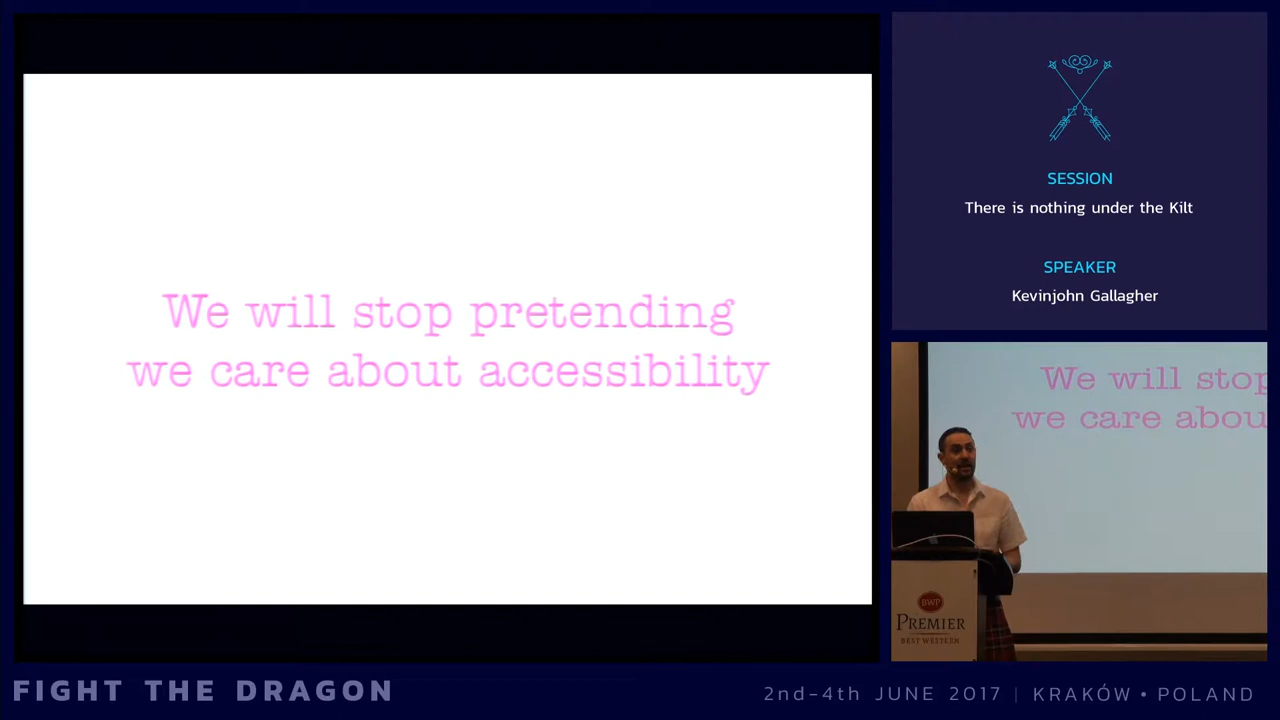 We will stop pretending
we care about accessibility
SESSION
There is nothing under the Kilt
SPEAKER
Kevinjohn Gallagher
We will stop
we care abou
BWP
PREMIER
BEST WESTERN
FIGHT THE DRAGON
2nd-4th JUNE 2017 | KRAKÓW • POLAND